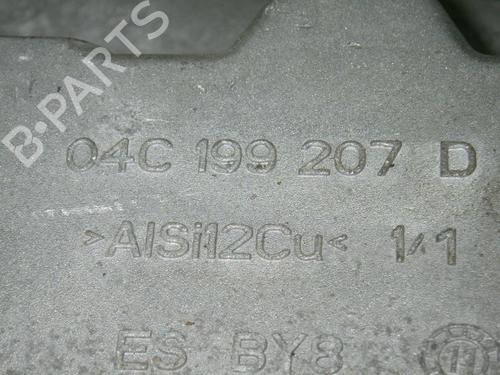 B-PARTS
04C 199 207 D
>AlSi12Cu< 1/1
ES BY8